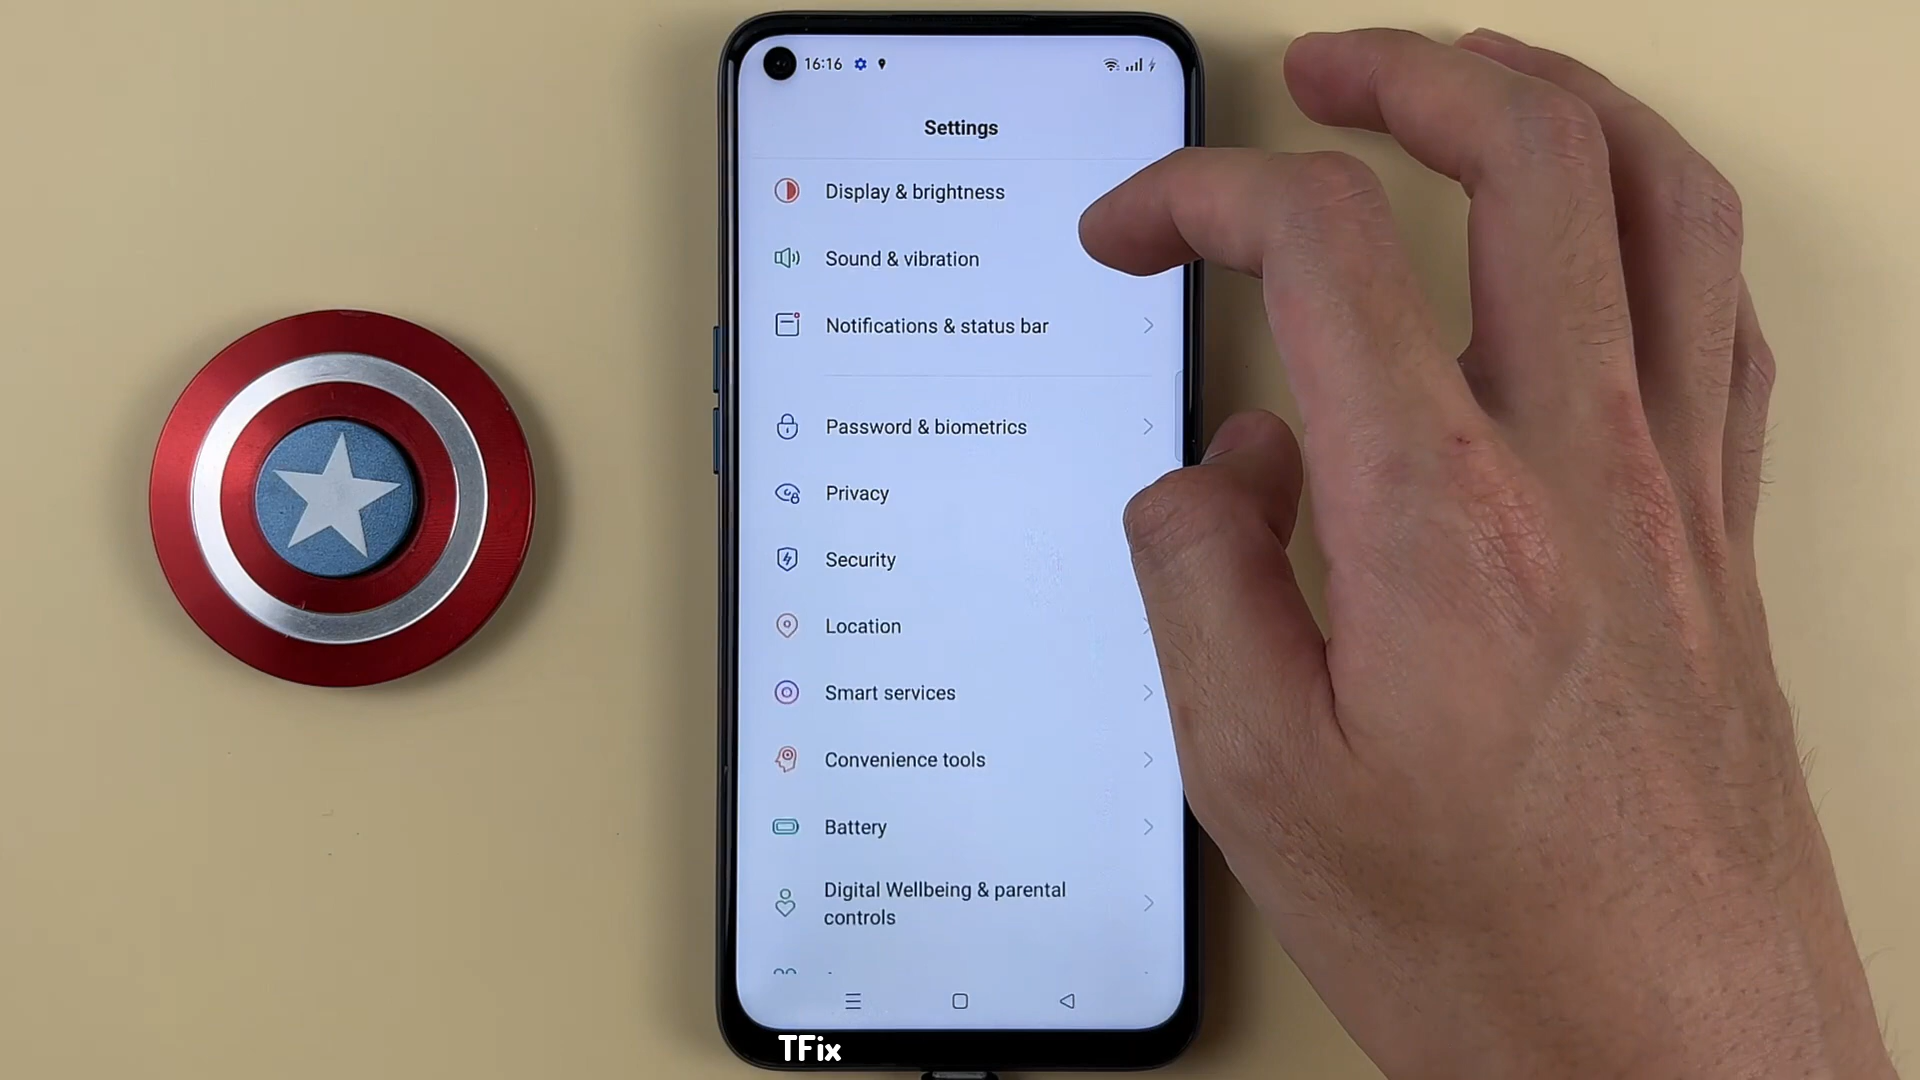 16:16
Settings
Display & brightness
Sound & vibration
Notifications & status bar
Password & biometrics
Privacy
Security
Location
Smart services
Convenience tools
Battery
Digital Wellbeing & parental
controls
TFix